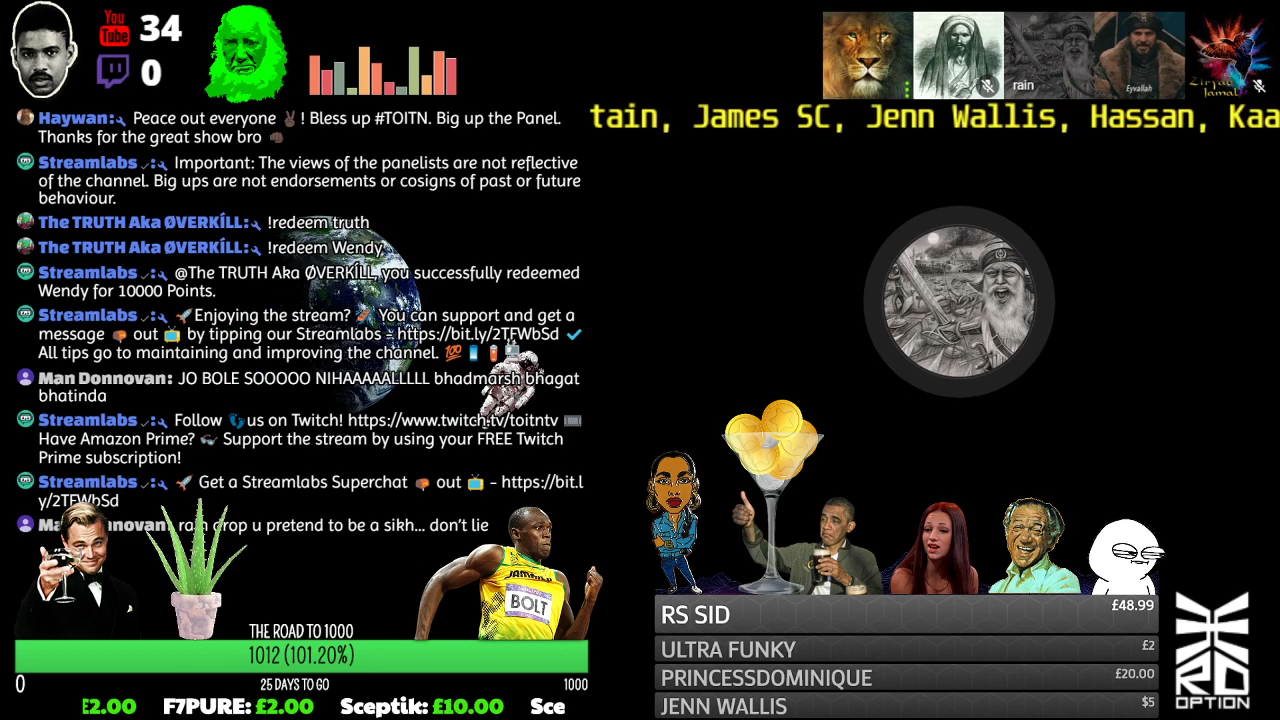 You
Tube
34
0
rain
Eyvallah
Ziryab
Jamal
tain, James SC, Jenn Wallis, Hassan, Kaa
Haywan: Peace out everyone ✌🏿! Bless up #TOITN. Big up the Panel.
Thanks for the great show bro 👊🏿
Streamlabs ✓: Important: The views of the panelists are not reflective
of the channel. Big ups are not endorsements or cosigns of past or future
behaviour.
The TRUTH Aka ØVERKÍLL: !redeem truth
The TRUTH Aka ØVERKÍLL: !redeem Wendy
Streamlabs ✓: @The TRUTH Aka ØVERKÍLL, you successfully redeemed
Wendy for 10000 Points.
Streamlabs ✓: 🚀Enjoying the stream? 🚀 You can support and get a
message out 📺 by tipping our Streamlabs = https://bit.ly/2TFWbSd ✔
All tips go to maintaining and improving the channel. 💯
Man Donnovan: JO BOLE SOOOOO NIHAAAAALLLLL bhadmarsh bhagat
bhatinda
Streamlabs ✓: Follow 👣us on Twitch! https://www.twitch.tv/toitntv
Have Amazon Prime? 👓 Support the stream by using your FREE Twitch
Prime subscription!
Streamlabs ✓: 🚀 Get a Streamlabs Superchat out 📺 - https://bit.l
y/2TFWbSd
Ma nnovan: rain drop u pretend to be a sikh... don't lie
JAMAICA
BOLT
THE ROAD TO 1000
1012 (101.20%)
0
25 DAYS TO GO
1000
£2.00 F7PURE: £2.00 Sceptik: £10.00 Sce
RS SID £48.99
ULTRA FUNKY £2
PRINCESSDOMINIQUE £20.00
JENN WALLIS $5
OPTION